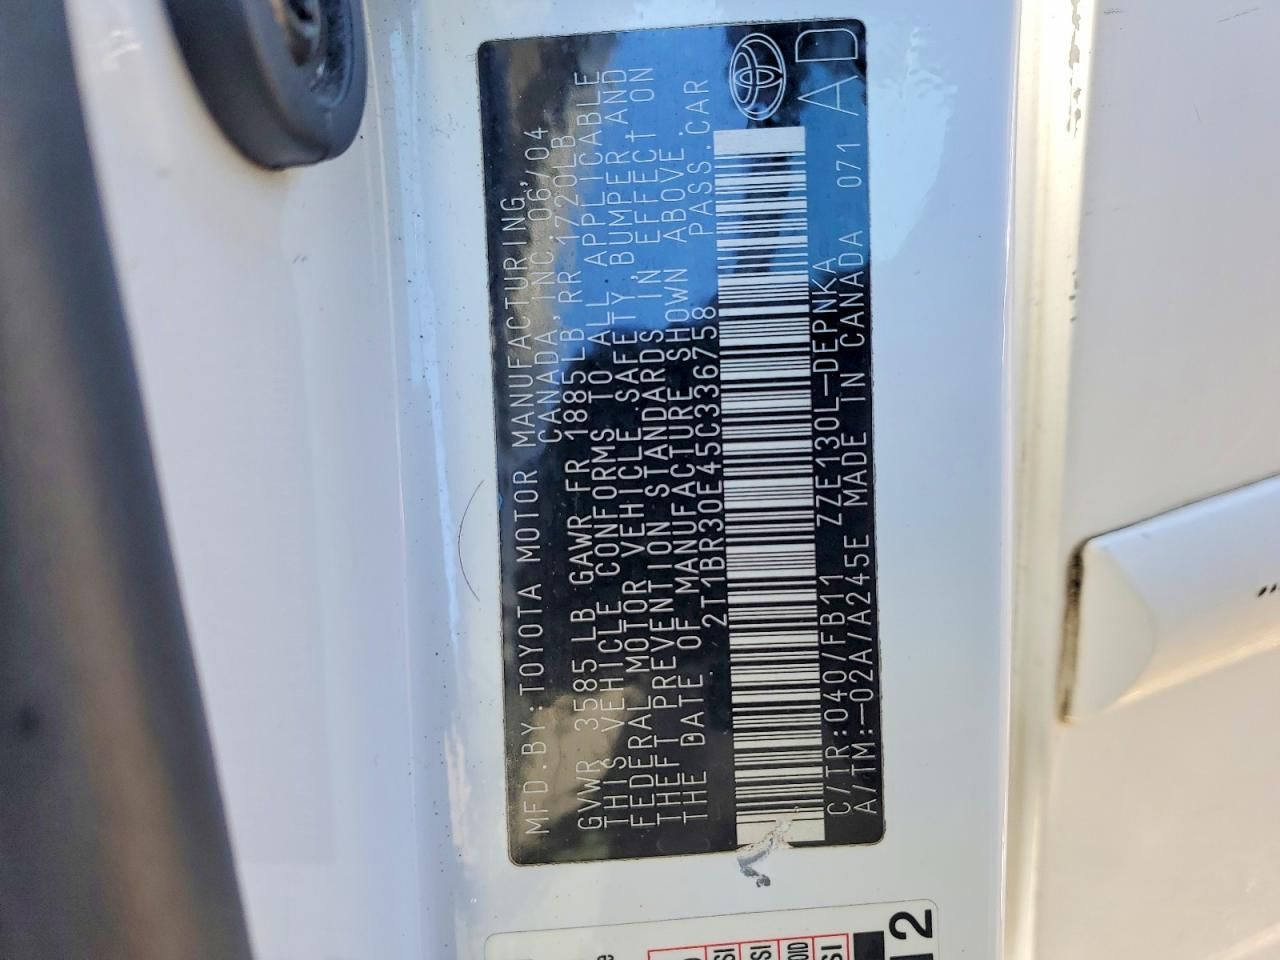 MFD.BY:TOYOTA MOTOR MANUFACTURING,
CANADA,INC. 06/04
GVWR 3585LB GAWR FR 1885LB,RR 1720LB
THIS VEHICLE CONFORMS TO ALL APPLICABLE
FEDERAL MOTOR VEHICLE SAFETY,BUMPER,AND
THEFT PREVENTION STANDARDS IN EFFECT ON
THE DATE OF MANUFACTURE SHOWN ABOVE.
2T1BR30E45C336758 PASS.CAR
C/TR:040/FB11 ZZE130L-DEPNKA 071 AD
A/TM:-02A/A245E MADE IN CANADA
12